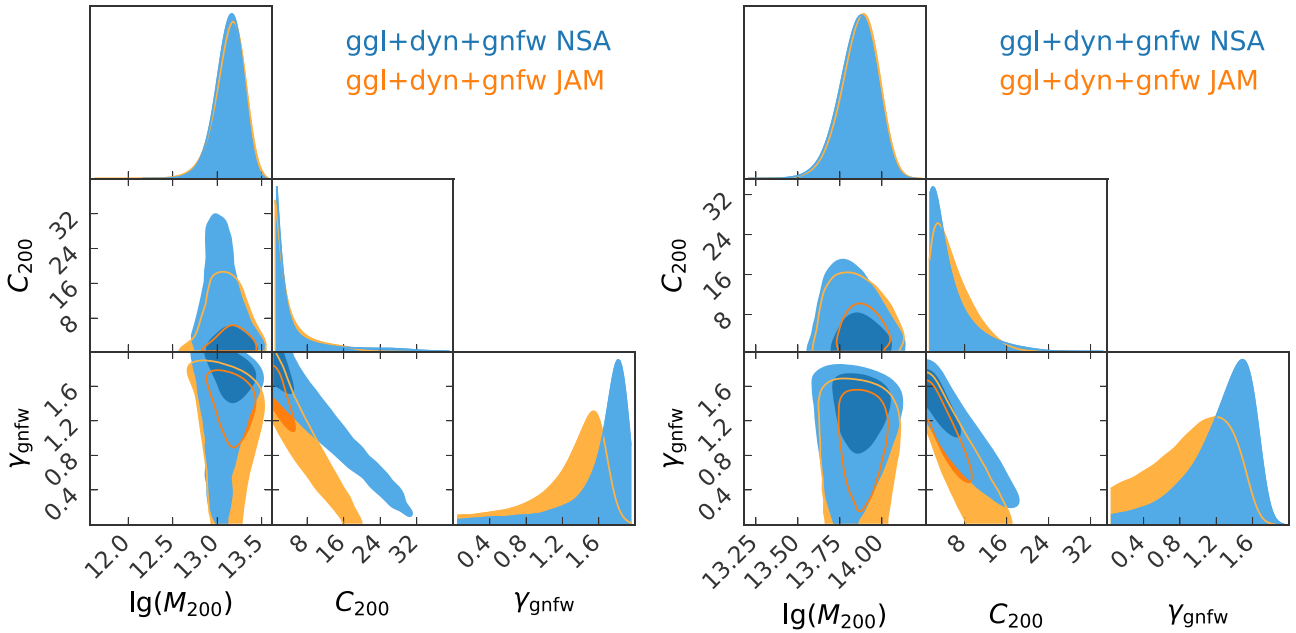 ggl+dyn+gnfw NSA
ggl+dyn+gnfw JAM
C200
32
24
16
8
γgnfw
1.6
1.2
0.8
0.4
12.0
12.5
13.0
13.5
lg(M200)
8
16
24
32
C200
0.4
0.8
1.2
1.6
γgnfw
ggl+dyn+gnfw NSA
ggl+dyn+gnfw JAM
C200
32
24
16
8
γgnfw
1.6
1.2
0.8
0.4
13.25
13.50
13.75
14.00
lg(M200)
8
16
24
32
C200
0.4
0.8
1.2
1.6
γgnfw